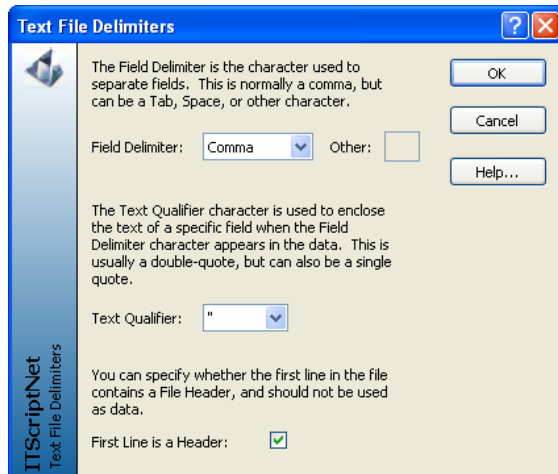 Text File Delimiters
The Field Delimiter is the character used to
separate fields. This is normally a comma, but
can be a Tab, Space, or other character.
OK
Cancel
Field Delimiter: Comma Other:
Help...
The Text Qualifier character is used to enclose
the text of a specific field when the Field
Delimiter character appears in the data. This is
usually a double-quote, but can also be a single
quote.
Text Qualifier: "
You can specify whether the first line in the file
contains a File Header, and should not be used
as data.
First Line is a Header:
ITScriptNet
Text File Delimiters